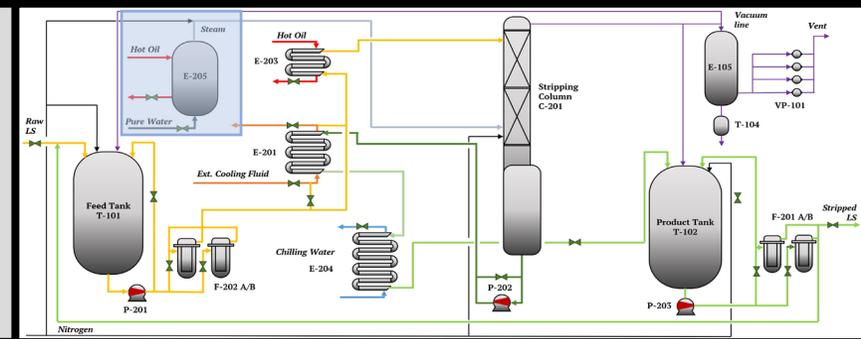 Steam
Hot Oil
E-205
Pure Water
Hot Oil
E-203
Vacuum
line
Vent
E-105
VP-101
T-104
Stripping
Column
C-201
Raw
LS
E-201
Ext. Cooling Fluid
Feed Tank
T-101
Chilling Water
E-204
F-202 A/B
P-201
P-202
Product Tank
T-102
F-201 A/B
Stripped
LS
P-203
Nitrogen